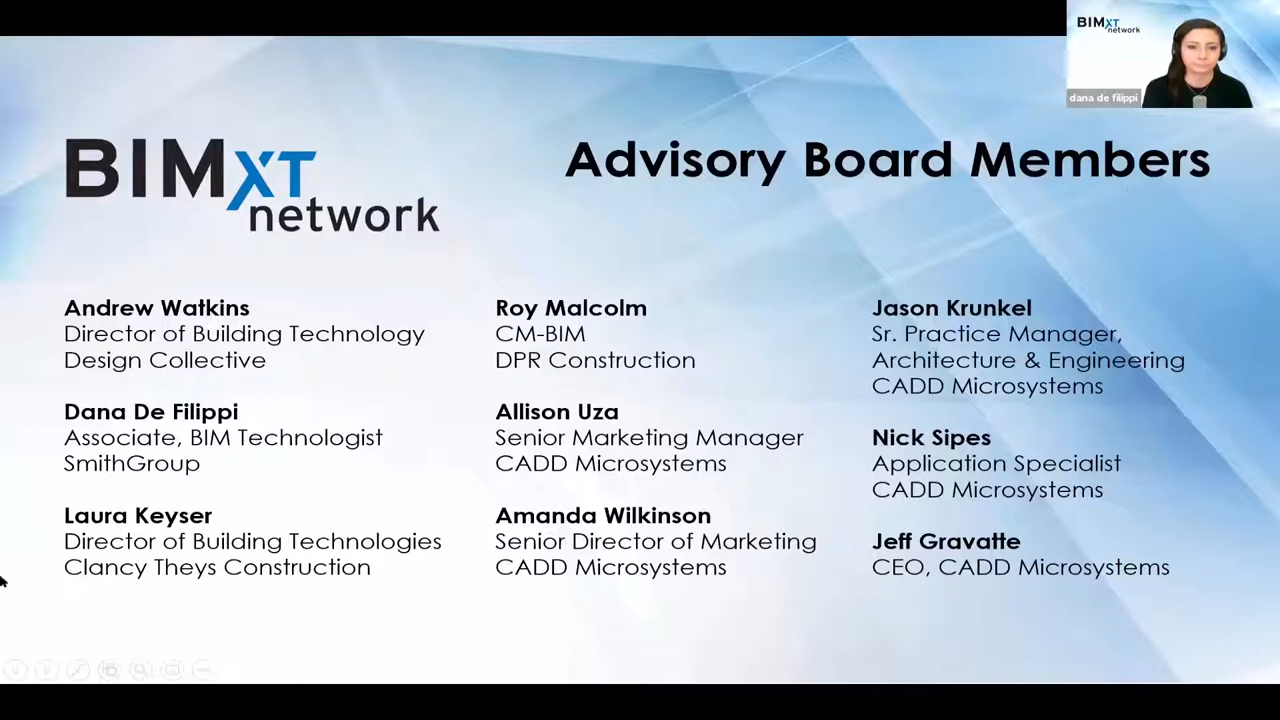 BIMXT
network
dana de filippi
BIMXT
network
Advisory Board Members
Andrew Watkins
Director of Building Technology
Design Collective
Dana De Filippi
Associate, BIM Technologist
SmithGroup
Laura Keyser
Director of Building Technologies
Clancy Theys Construction
Roy Malcolm
CM-BIM
DPR Construction
Allison Uza
Senior Marketing Manager
CADD Microsystems
Amanda Wilkinson
Senior Director of Marketing
CADD Microsystems
Jason Krunkel
Sr. Practice Manager,
Architecture & Engineering
CADD Microsystems
Nick Sipes
Application Specialist
CADD Microsystems
Jeff Gravatte
CEO, CADD Microsystems